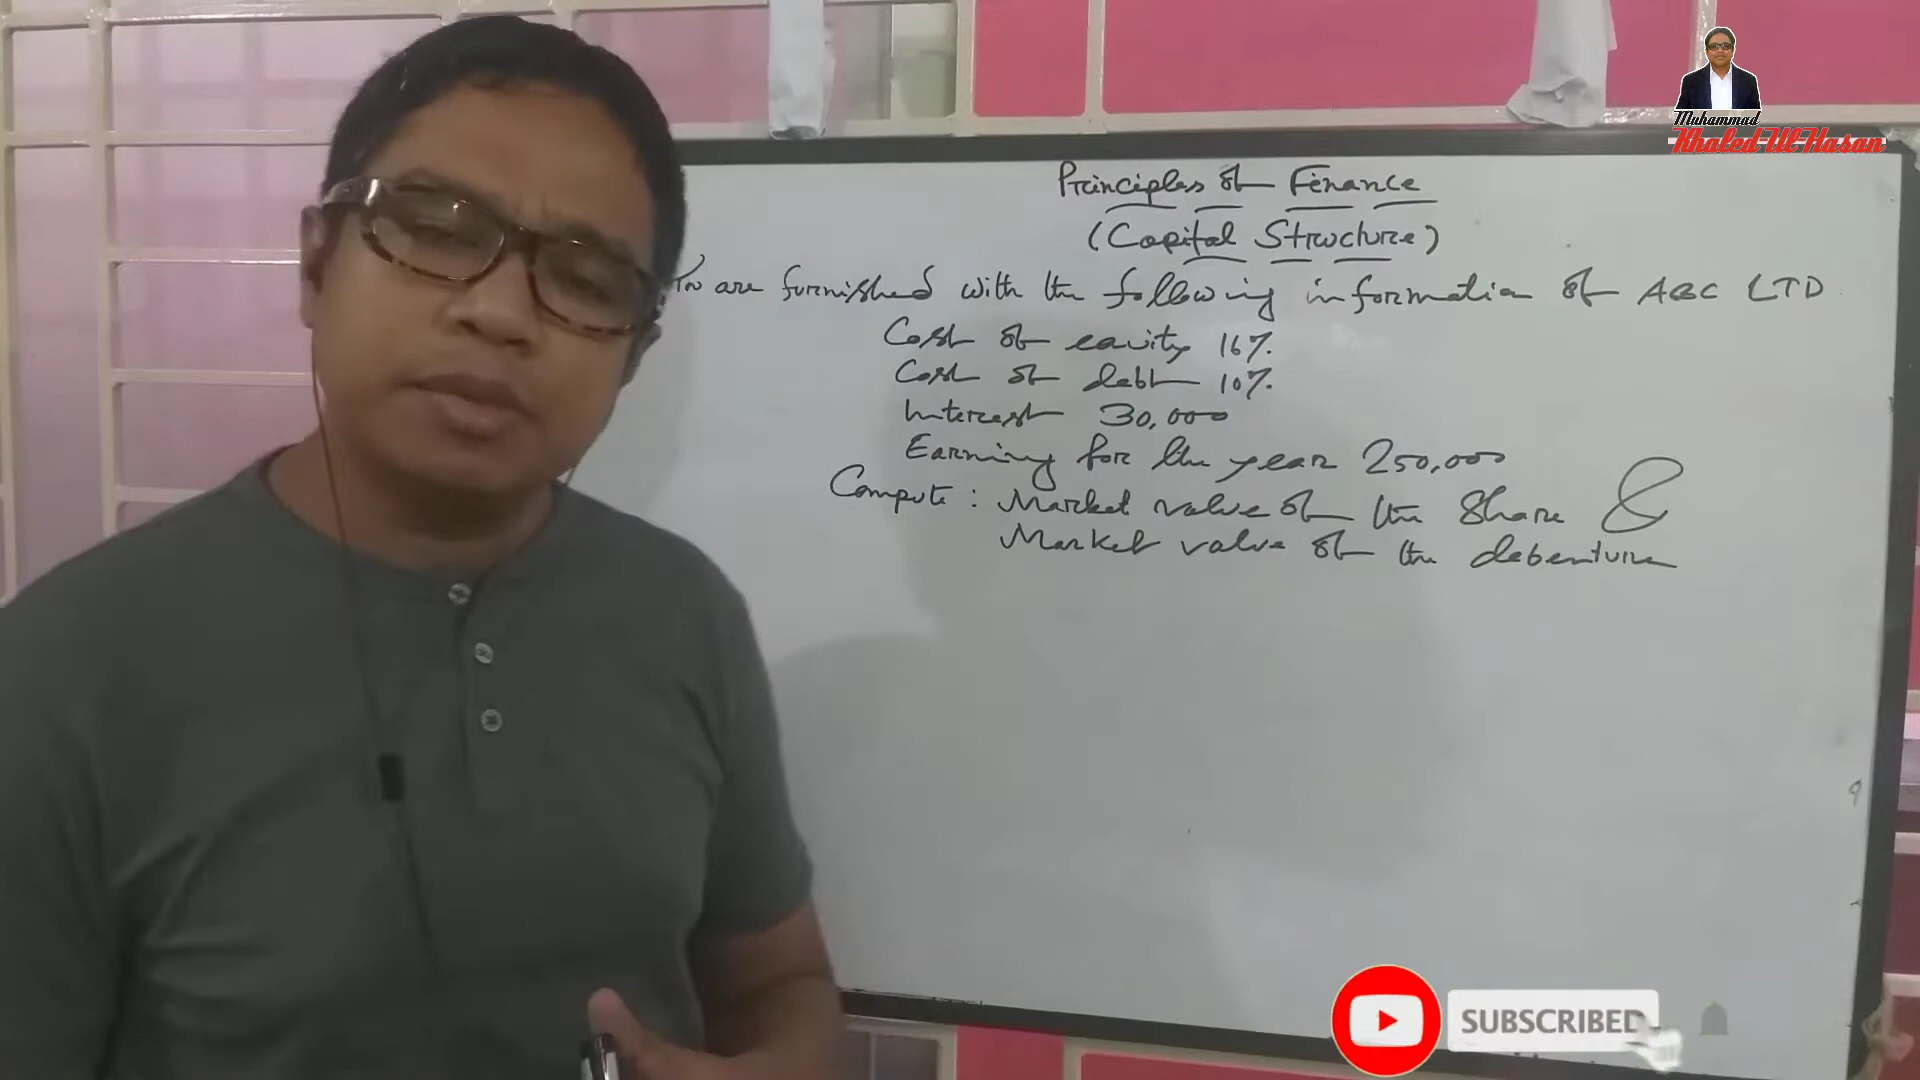 Muhammad
Khaled Ul Hasan
Principles of Finance
(Capital Structure)
You are furnished with the following information of ABC LTD
Cost of equity 16%.
Cost of debt 10%.
Interest 30,000
Earning for the year 250,000
Compute: Market value of the Share &
Market value of the debenture
SUBSCRIBED